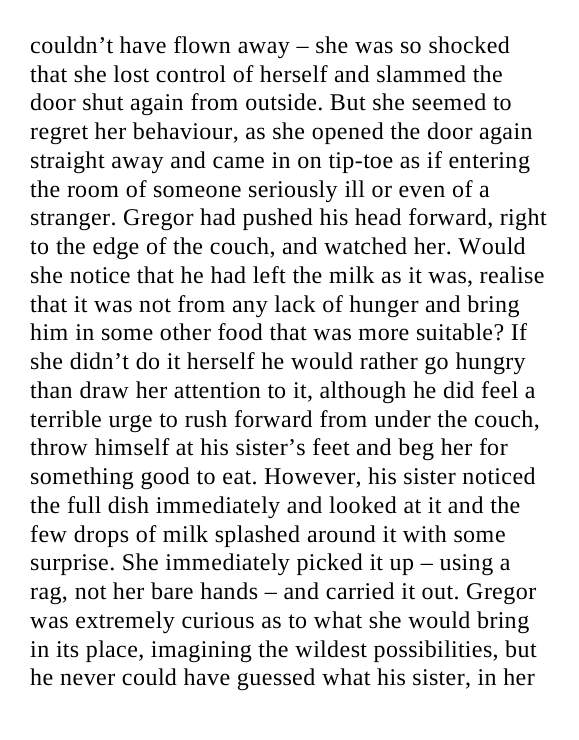 couldn’t have flown away – she was so shocked
that she lost control of herself and slammed the
door shut again from outside. But she seemed to
regret her behaviour, as she opened the door again
straight away and came in on tip-toe as if entering
the room of someone seriously ill or even of a
stranger. Gregor had pushed his head forward, right
to the edge of the couch, and watched her. Would
she notice that he had left the milk as it was, realise
that it was not from any lack of hunger and bring
him in some other food that was more suitable? If
she didn’t do it herself he would rather go hungry
than draw her attention to it, although he did feel a
terrible urge to rush forward from under the couch,
throw himself at his sister’s feet and beg her for
something good to eat. However, his sister noticed
the full dish immediately and looked at it and the
few drops of milk splashed around it with some
surprise. She immediately picked it up – using a
rag, not her bare hands – and carried it out. Gregor
was extremely curious as to what she would bring
in its place, imagining the wildest possibilities, but
he never could have guessed what his sister, in her